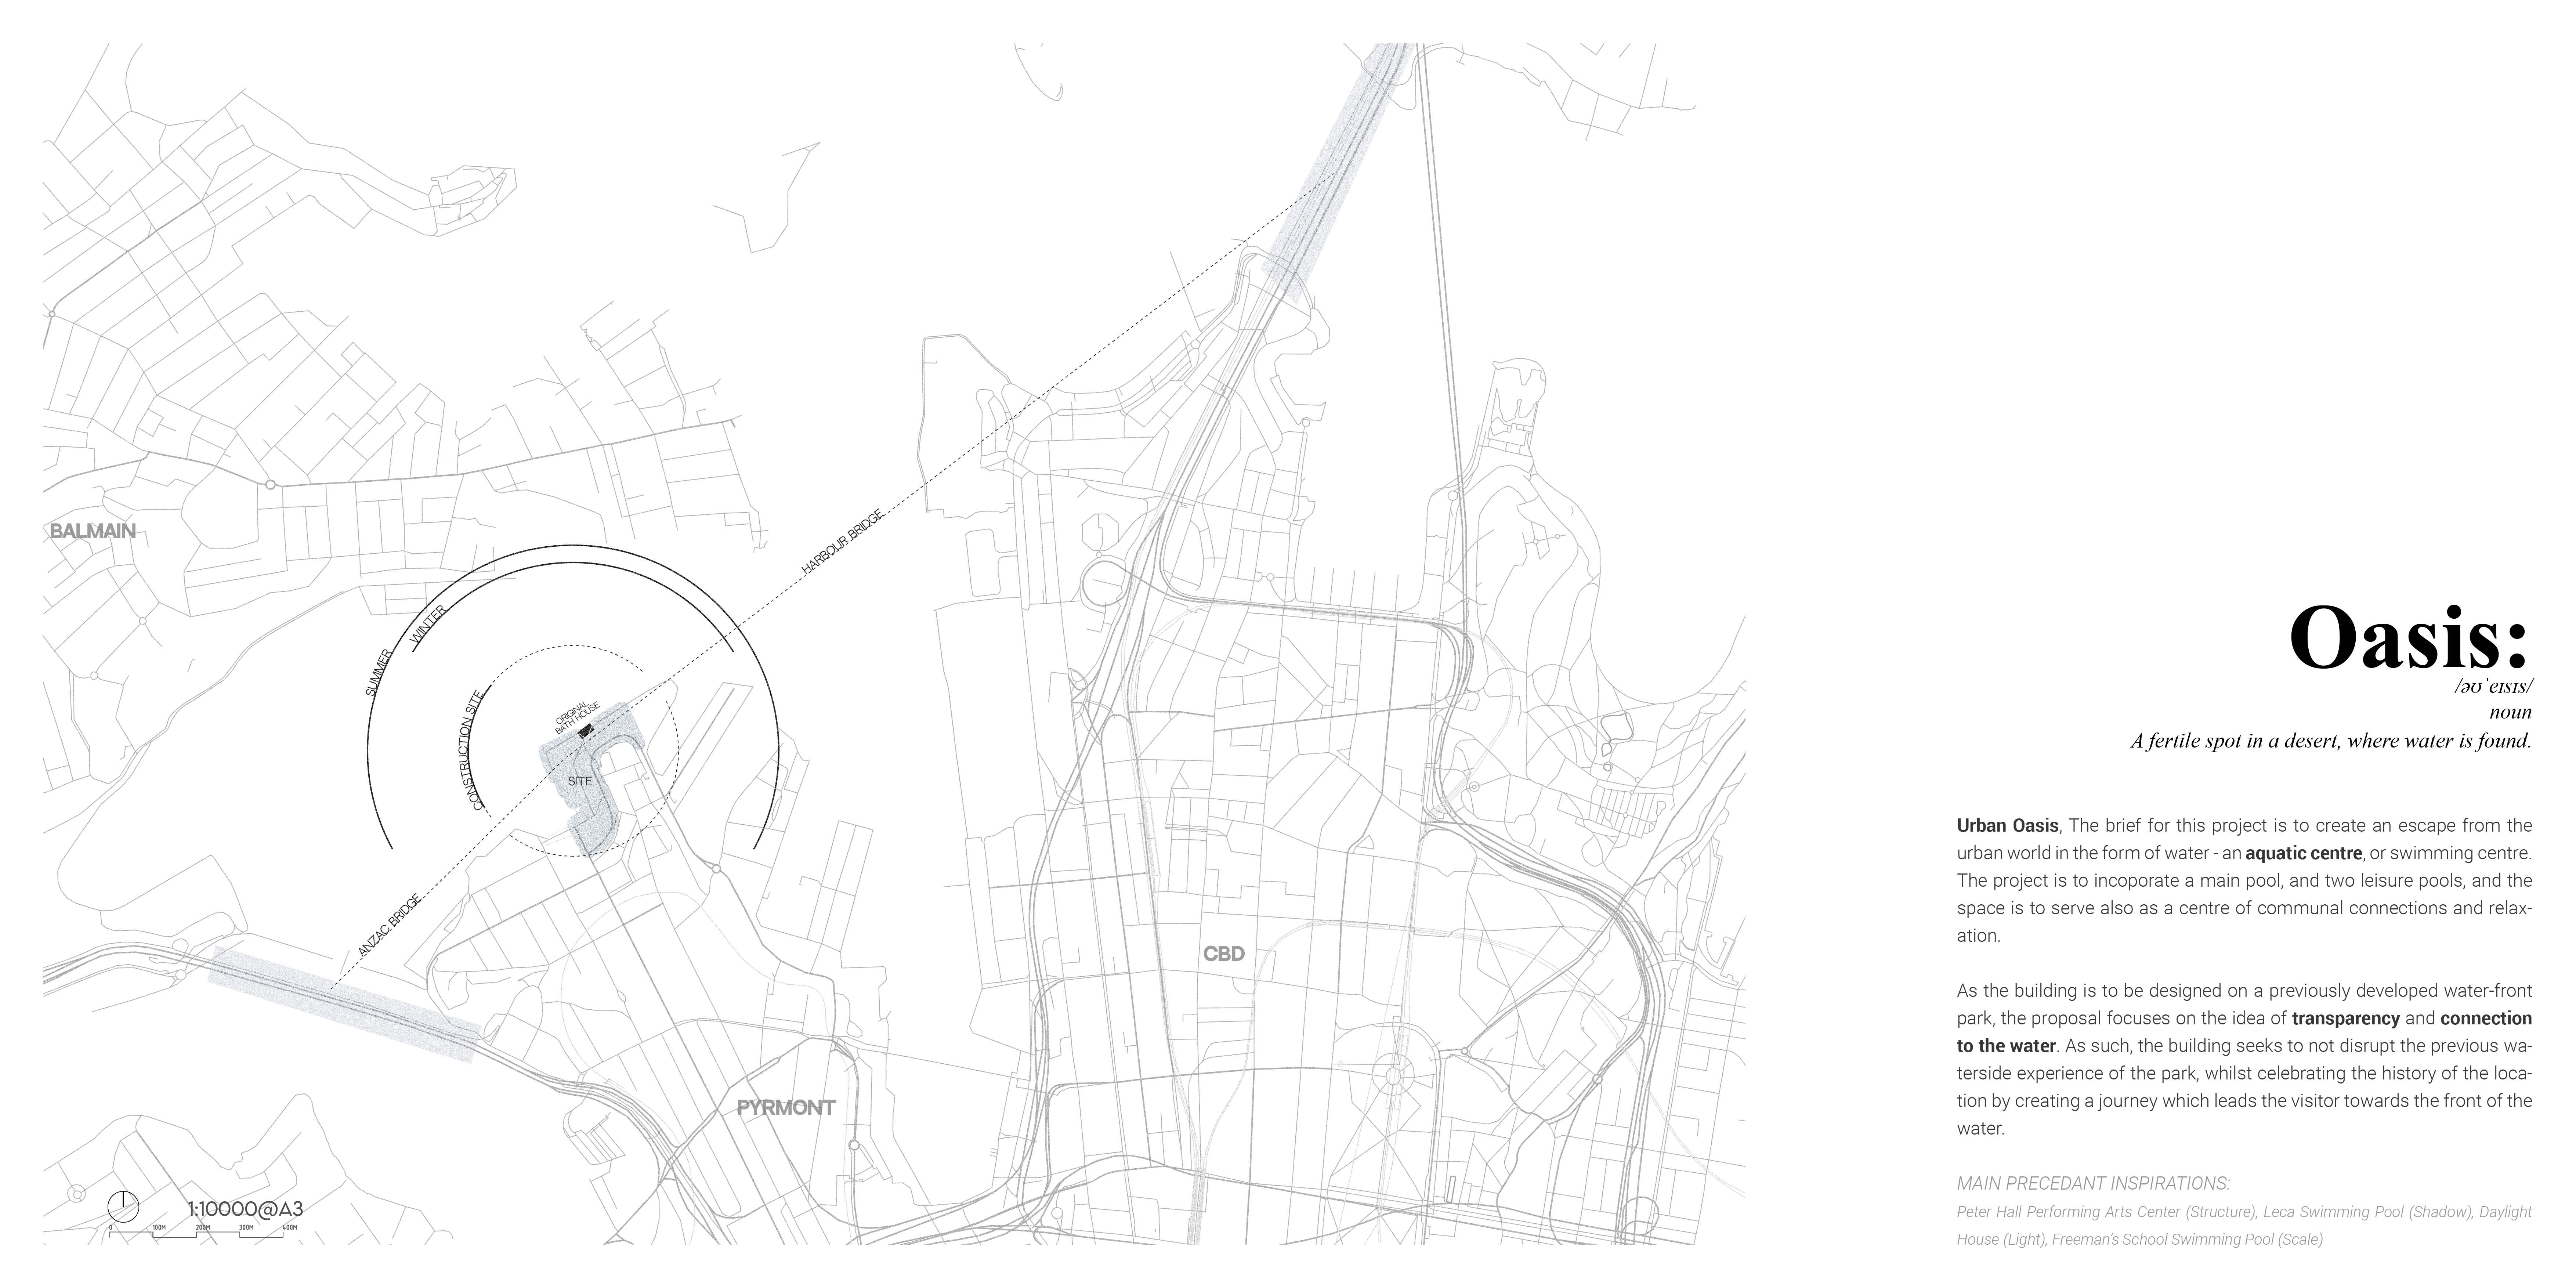 BALMAIN
HARBOUR BRIDGE
WINTER
SUMMER
CONSTRUCTION SITE
ORIGINAL
BATH HOUSE
SITE
ANZAC BRIDGE
CBD
PYRMONT
1:10000@A3
0 100M 200M 300M 400M
Oasis:
/əʊˈeɪsɪs/
noun
A fertile spot in a desert, where water is found.
Urban Oasis, The brief for this project is to create an escape from the
urban world in the form of water - an aquatic centre, or swimming centre.
The project is to incoporate a main pool, and two leisure pools, and the
space is to serve also as a centre of communal connections and relax-
ation.
As the building is to be designed on a previously developed water-front
park, the proposal focuses on the idea of transparency and connection
to the water. As such, the building seeks to not disrupt the previous wa-
terside experience of the park, whilst celebrating the history of the loca-
tion by creating a journey which leads the visitor towards the front of the
water.
MAIN PRECEDANT INSPIRATIONS:
Peter Hall Performing Arts Center (Structure), Leca Swimming Pool (Shadow), Daylight
House (Light), Freeman's School Swimming Pool (Scale)